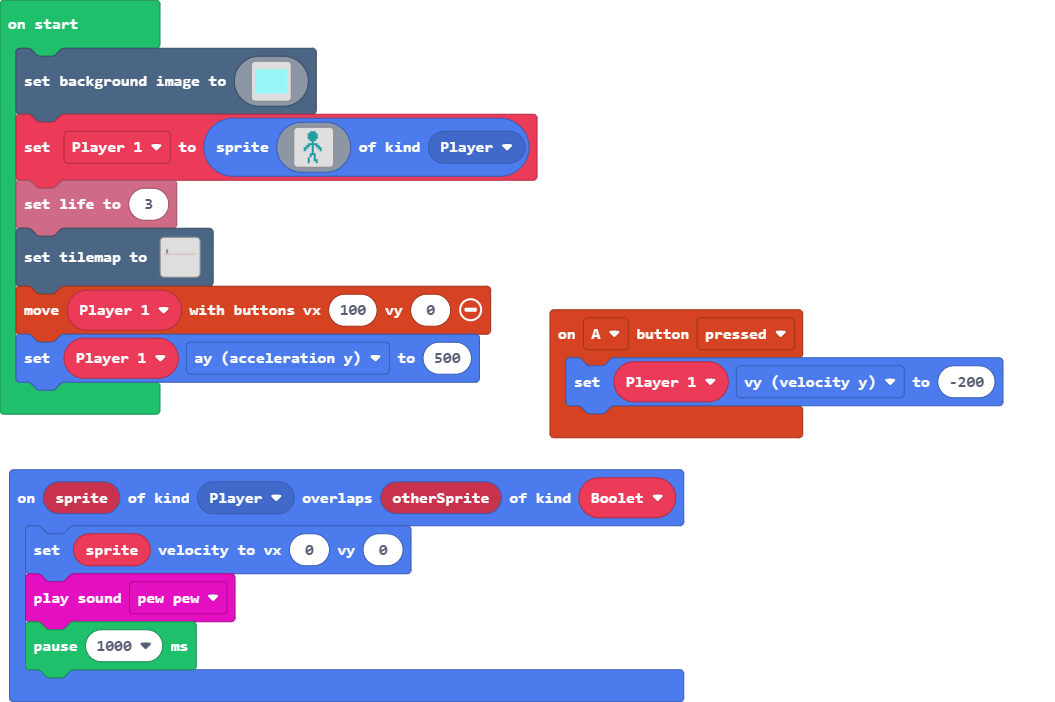 on start
set background image to
set Player 1 to sprite of kind Player
set life to 3
set tilemap to
move Player 1 with buttons vx 100 vy 0
set Player 1 ay (acceleration y) to 500
on A button pressed
set Player 1 vy (velocity y) to -200
on sprite of kind Player overlaps otherSprite of kind Boolet
set sprite velocity to vx 0 vy 0
play sound pew pew
pause 1000 ms